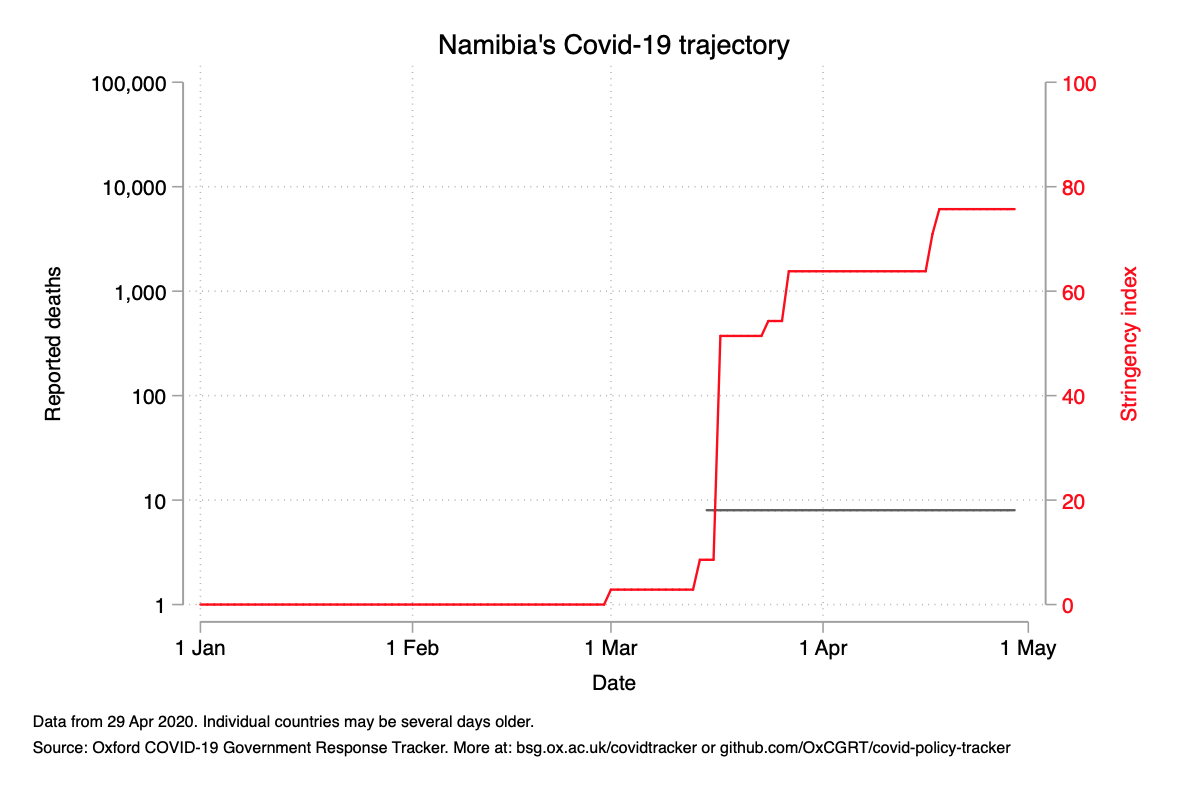 Namibia's Covid-19 trajectory
100,000
10,000
1,000
100
10
1
Reported deaths
100
80
60
40
20
0
Stringency index
1 Jan
1 Feb
1 Mar
1 Apr
1 May
Date
Data from 29 Apr 2020. Individual countries may be several days older.
Source: Oxford COVID-19 Government Response Tracker. More at: bsg.ox.ac.uk/covidtracker or github.com/OxCGRT/covid-policy-tracker